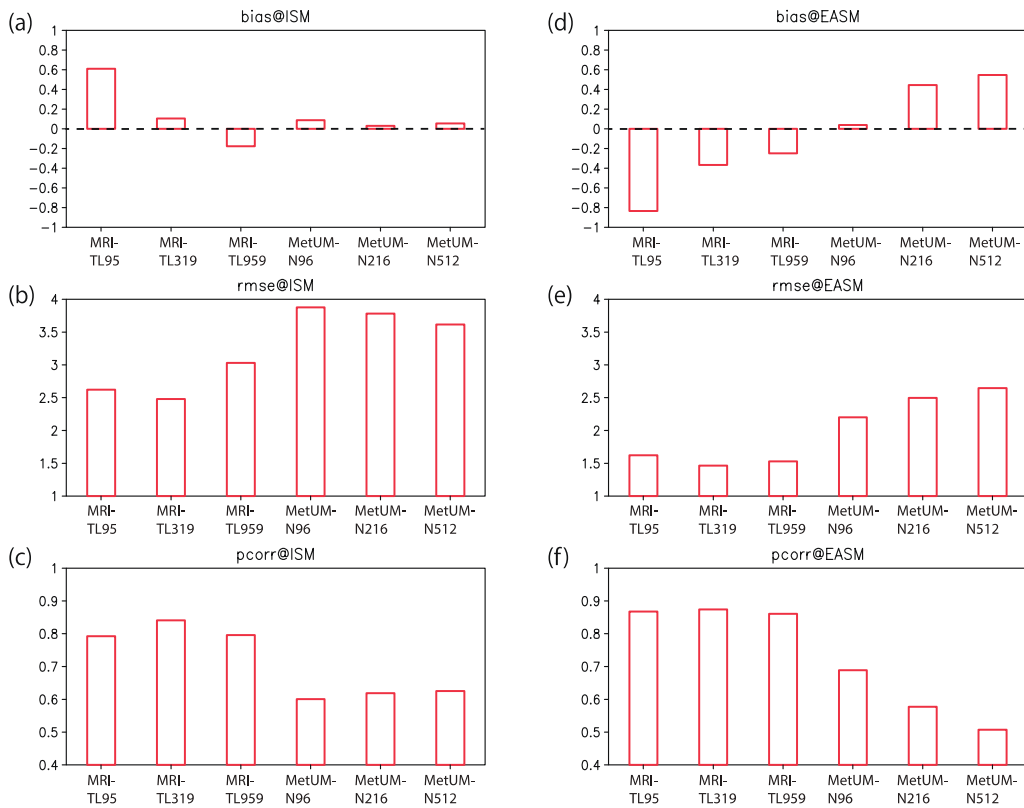 (a)
bias@ISM
1
0.8
0.6
0.4
0.2
0
−0.2
−0.4
−0.6
−0.8
−1
MRI-
TL95
MRI-
TL319
MRI-
TL959
MetUM-
N96
MetUM-
N216
MetUM-
N512
(d)
bias@EASM
1
0.8
0.6
0.4
0.2
0
−0.2
−0.4
−0.6
−0.8
−1
MRI-
TL95
MRI-
TL319
MRI-
TL959
MetUM-
N96
MetUM-
N216
MetUM-
N512
(b)
rmse@ISM
4
3.5
3
2.5
2
1.5
1
MRI-
TL95
MRI-
TL319
MRI-
TL959
MetUM-
N96
MetUM-
N216
MetUM-
N512
(e)
rmse@EASM
4
3.5
3
2.5
2
1.5
1
MRI-
TL95
MRI-
TL319
MRI-
TL959
MetUM-
N96
MetUM-
N216
MetUM-
N512
(c)
pcorr@ISM
1
0.9
0.8
0.7
0.6
0.5
0.4
MRI-
TL95
MRI-
TL319
MRI-
TL959
MetUM-
N96
MetUM-
N216
MetUM-
N512
(f)
pcorr@EASM
1
0.9
0.8
0.7
0.6
0.5
0.4
MRI-
TL95
MRI-
TL319
MRI-
TL959
MetUM-
N96
MetUM-
N216
MetUM-
N512